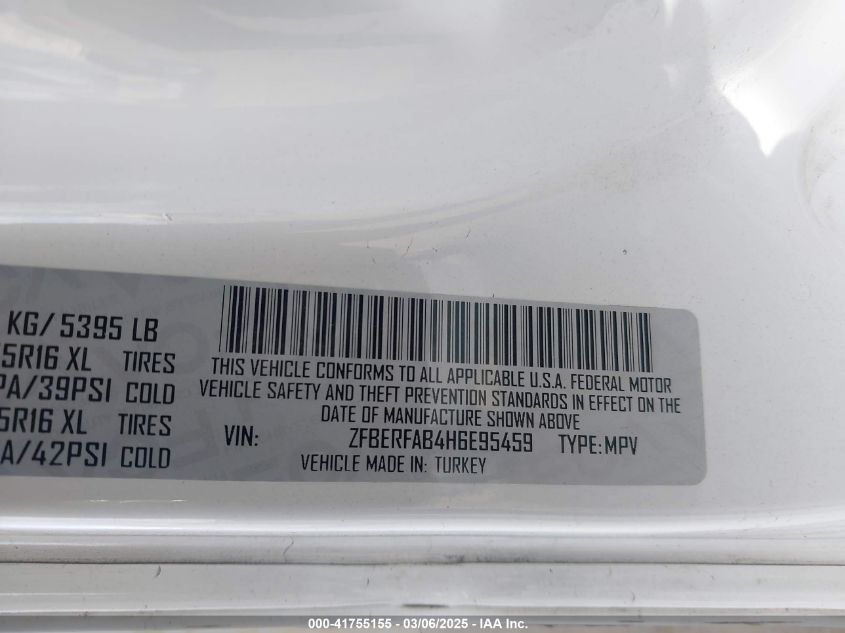 KG/5395 LB
5R16 XL TIRES
PA/39PSI COLD
5R16 XL TIRES
A/42PSI COLD
THIS VEHICLE CONFORMS TO ALL APPLICABLE U.S.A. FEDERAL MOTOR
VEHICLE SAFETY AND THEFT PREVENTION STANDARDS IN EFFECT ON THE
DATE OF MANUFACTURE SHOWN ABOVE
VIN: ZFBERFAB4H6E95459 TYPE:MPV
VEHICLE MADE IN: TURKEY
000-41755155 - 03/06/2025 - IAA Inc.